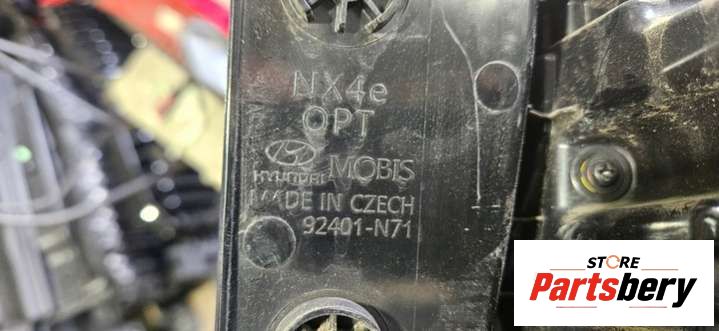 NX4e
OPT
HYUNDAI MOBIS
MADE IN CZECH
92401-N71
STORE
Partsbery